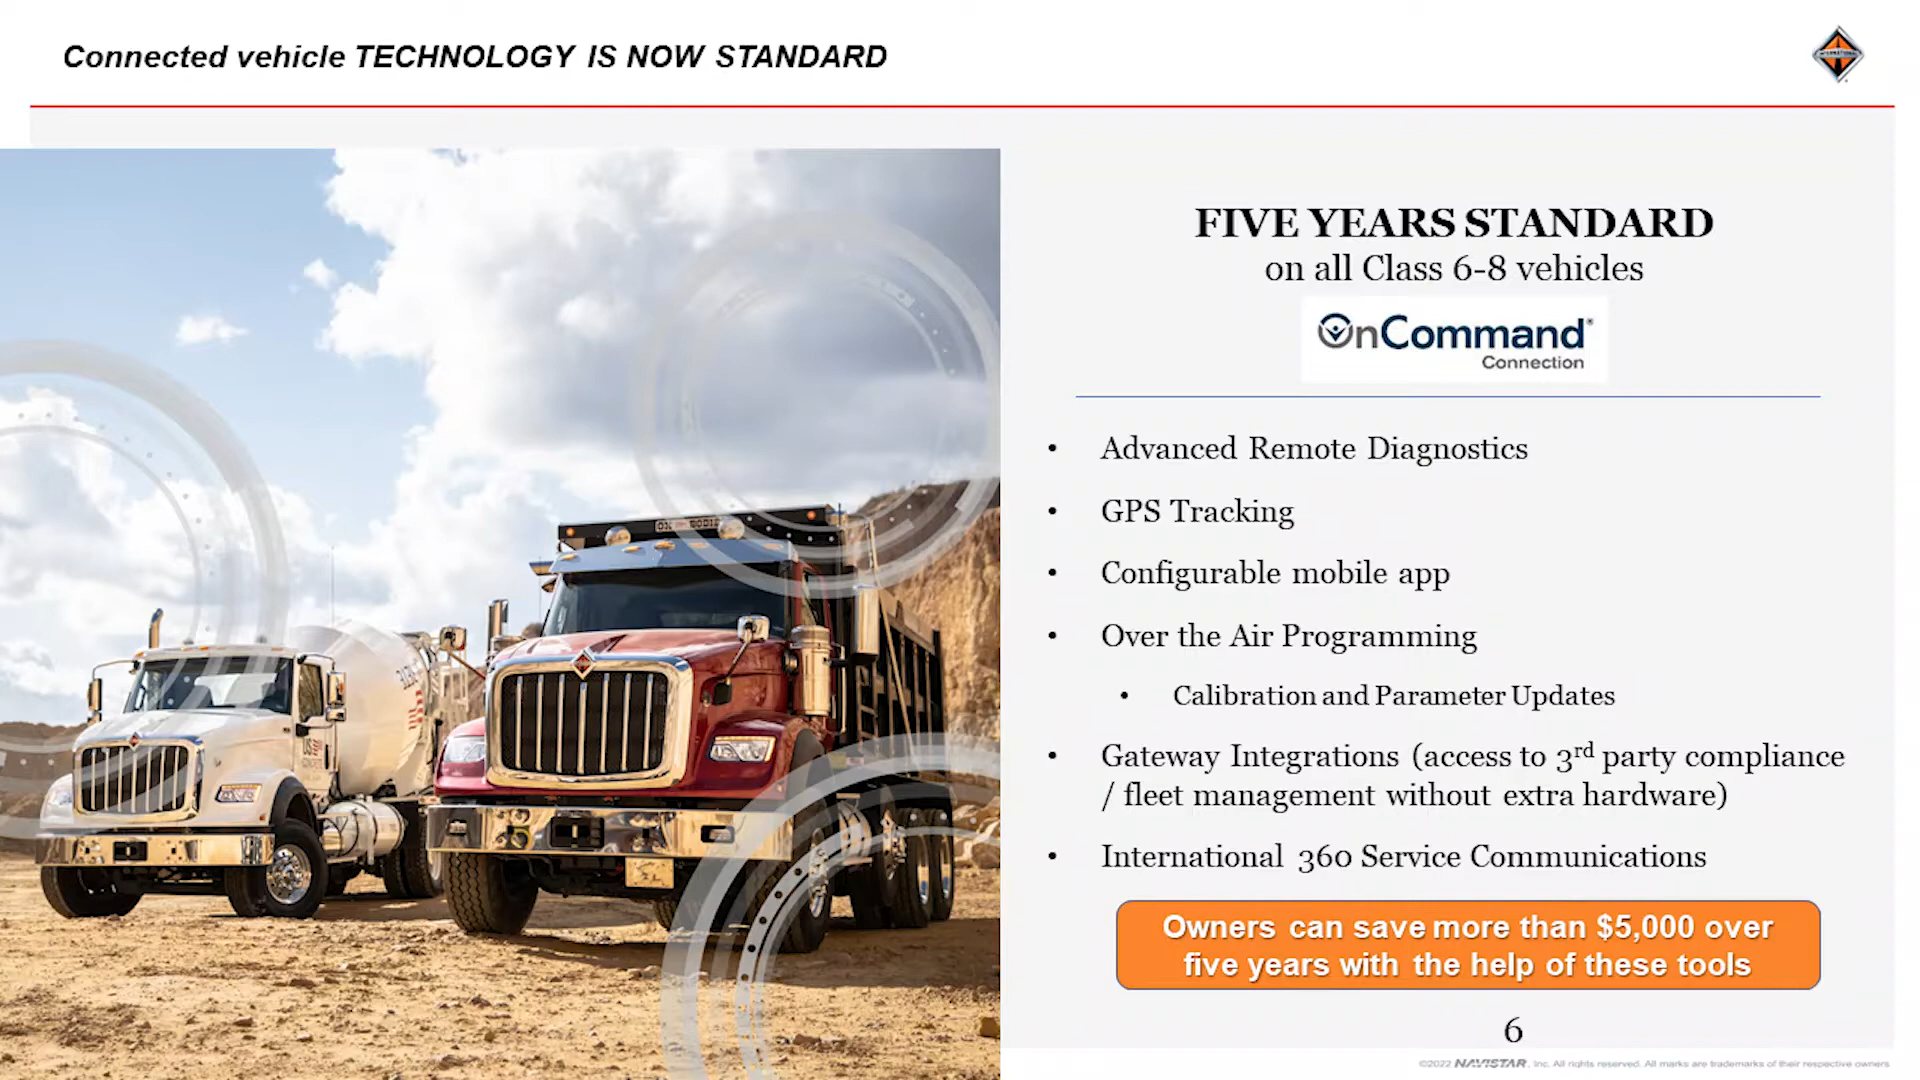 Connected vehicle TECHNOLOGY IS NOW STANDARD
INTERNATIONAL
FIVE YEARS STANDARD
on all Class 6-8 vehicles
OnCommand®
Connection
• Advanced Remote Diagnostics
• GPS Tracking
• Configurable mobile app
• Over the Air Programming
• Calibration and Parameter Updates
• Gateway Integrations (access to 3rd party compliance
/ fleet management without extra hardware)
• International 360 Service Communications
Owners can save more than $5,000 over
five years with the help of these tools
6
©2022 NAVISTAR, Inc. All rights reserved. All marks are trademarks of their respective owners